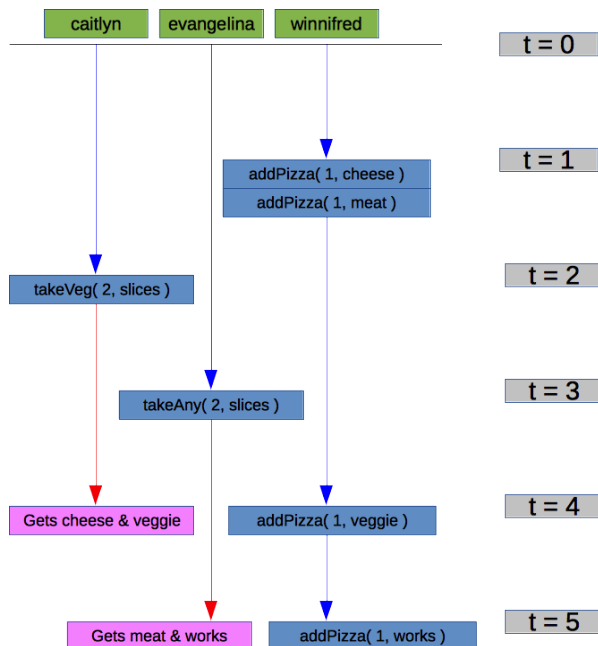 caitlyn evangelina winnifred
t = 0
addPizza( 1, cheese )
t = 1
addPizza( 1, meat )
takeVeg( 2, slices )
t = 2
takeAny( 2, slices )
t = 3
Gets cheese & veggie
addPizza( 1, veggie )
t = 4
Gets meat & works
addPizza( 1, works )
t = 5